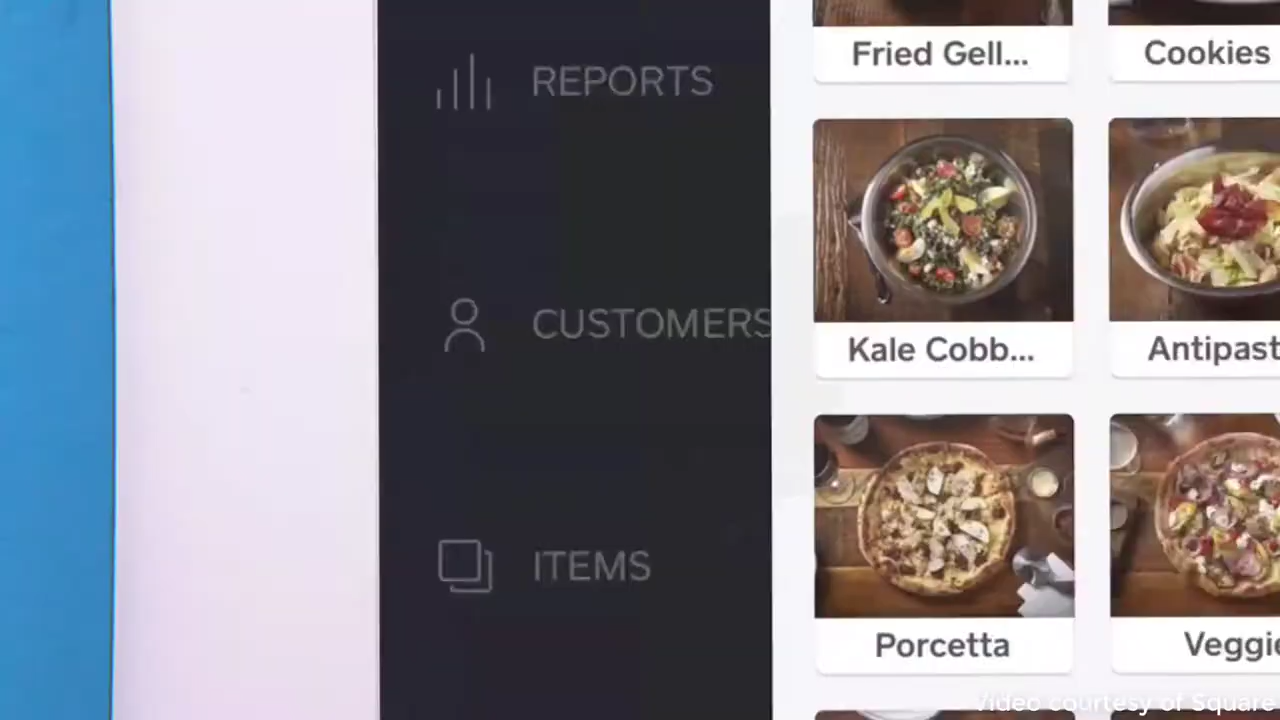 REPORTS
CUSTOMERS
ITEMS
Fried Gell...
Cookies
Kale Cobb...
Antipast
Porcetta
Veggie
Video courtesy of Square